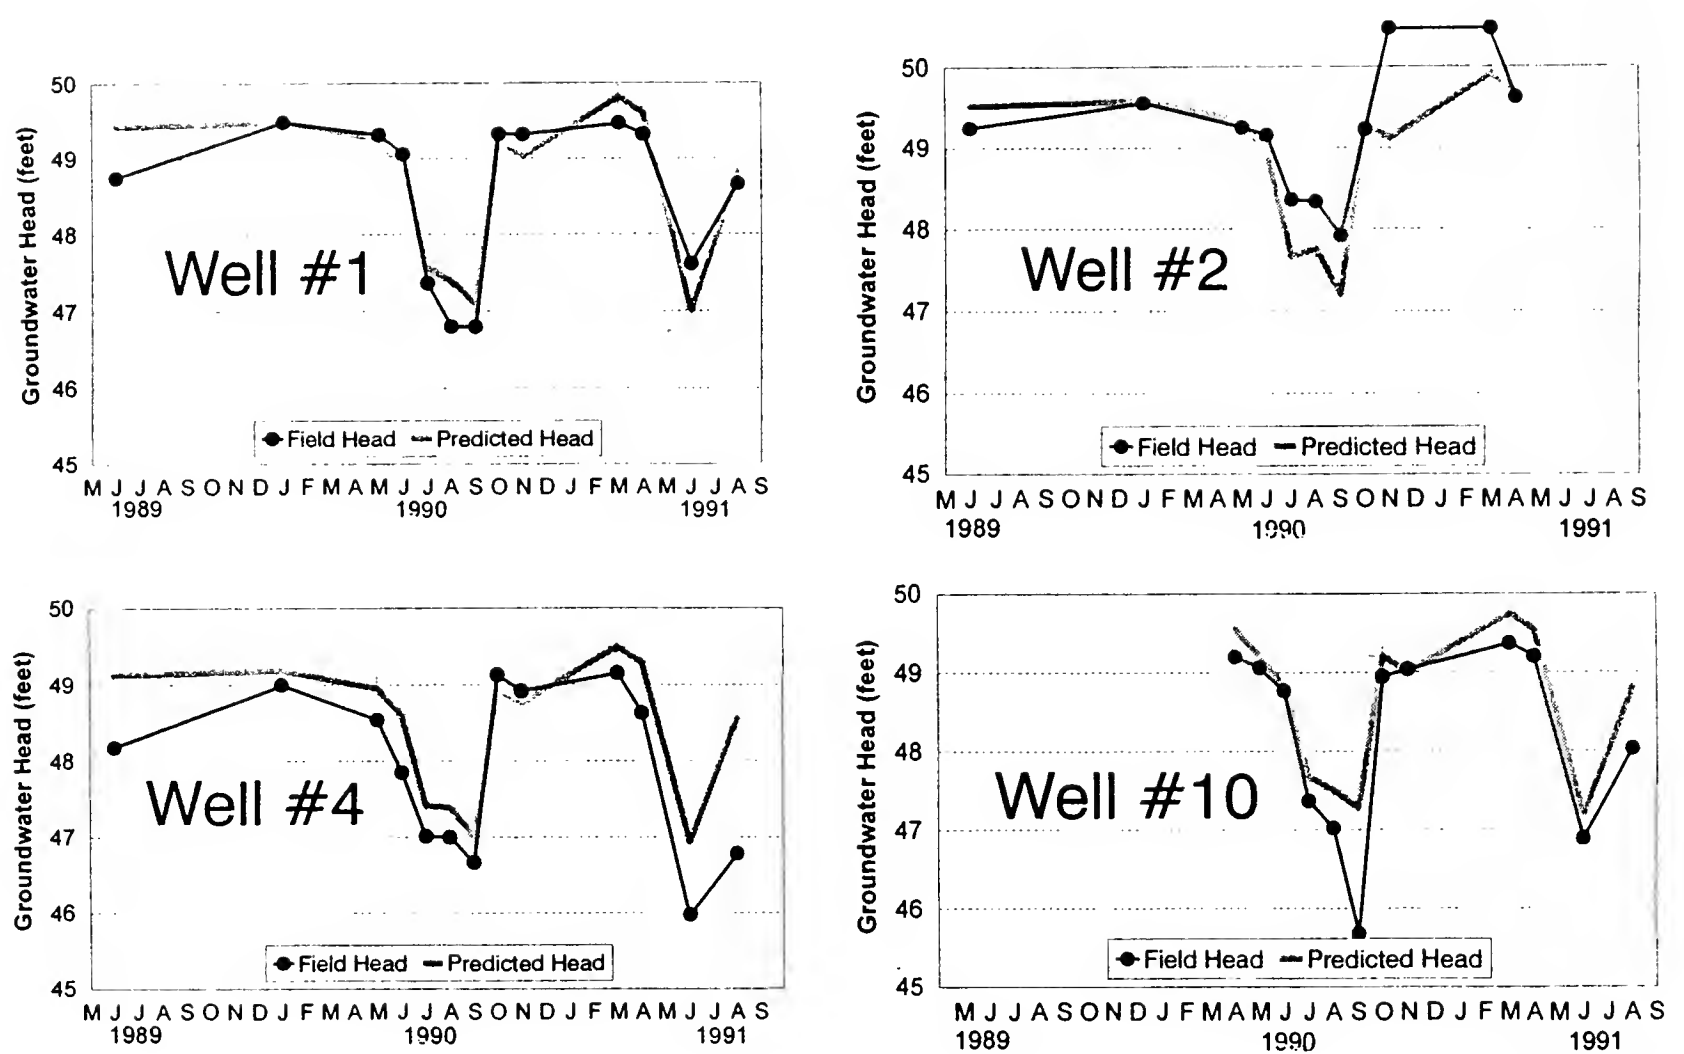 50
49
48
47
46
45
Groundwater Head (feet)
Well #1
Field Head Predicted Head
M J J A S O N D J F M A M J J A S O N D J F M A M J J A S
1989 1990 1991
50
49
48
47
46
45
Groundwater Head (feet)
Well #2
Field Head Predicted Head
M J J A S O N D J F M A M J J A S O N D J F M A M J J A S
1989 1990 1991
50
49
48
47
46
45
Groundwater Head (feet)
Well #4
Field Head Predicted Head
M J J A S O N D J F M A M J J A S O N D J F M A M J J A S
1989 1990 1991
50
49
48
47
46
45
Groundwater Head (feet)
Well #10
Field Head Predicted Head
M J J A S O N D J F M A M J J A S O N D J F M A M J J A S
1989 1990 1991